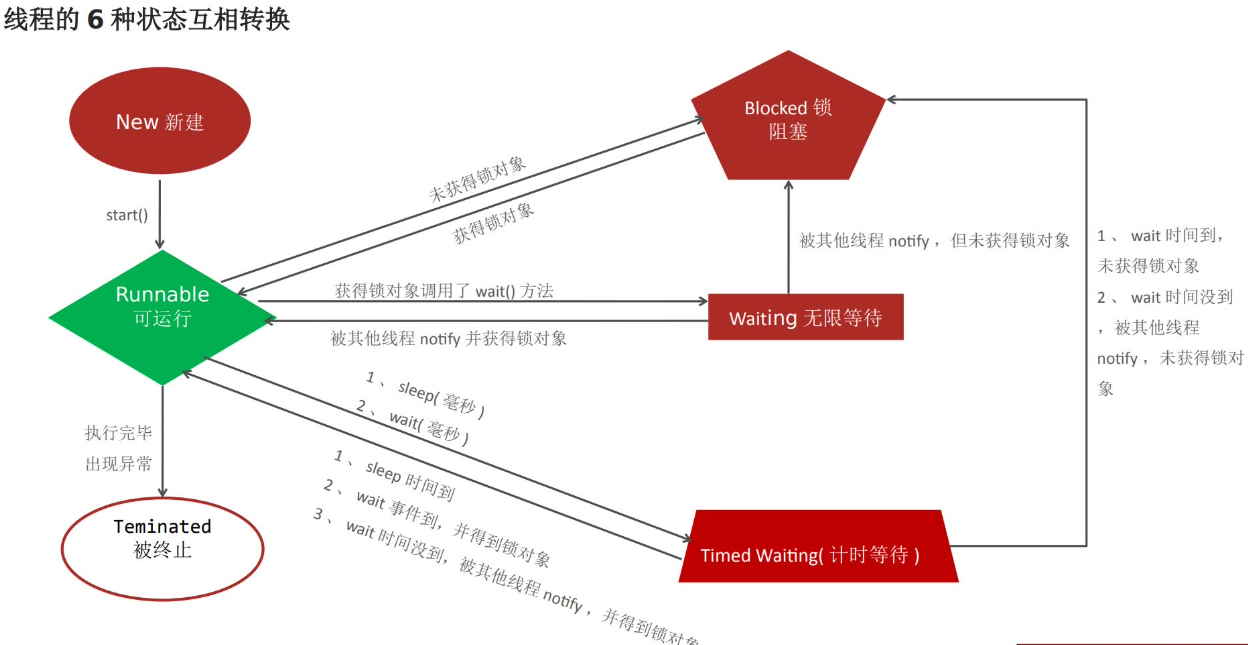 线程的 6 种状态互相转换
New 新建
Blocked 锁
阻塞
start()
未获得锁对象
获得锁对象
被其他线程 notify ，但未获得锁对象
1 、 wait 时间到，
未获得锁对象
2 、 wait 时间没到
，被其他线程
notify ，未获得锁对
象
Runnable
可运行
获得锁对象调用了 wait() 方法
Waiting 无限等待
被其他线程 notify 并获得锁对象
1 、 sleep( 毫秒 )
2 、 wait( 毫秒 )
执行完毕
出现异常
1 、 sleep 时间到
2 、 wait 事件到，并得到锁对象
3 、 wait 时间没到，被其他线程 notify ，并得到锁对象
Teminated
被终止
Timed Waiting( 计时等待 )